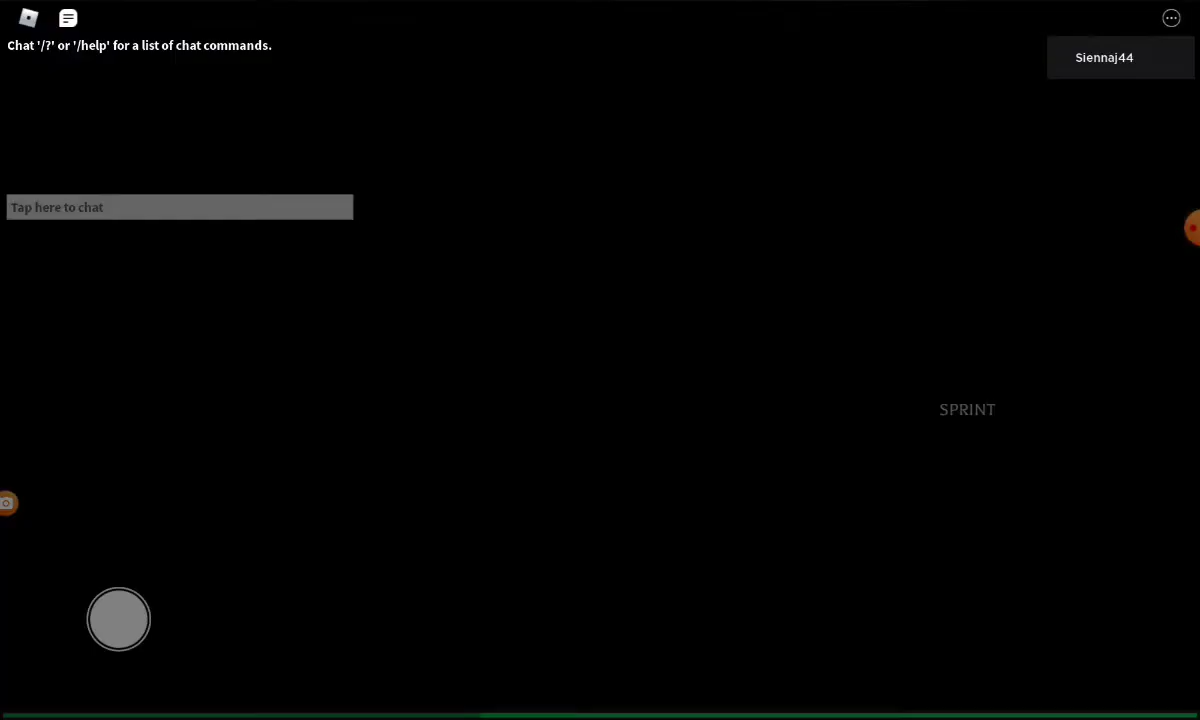 Chat '/?' or '/help' for a list of chat commands.
Siennaj44
Tap here to chat
SPRINT